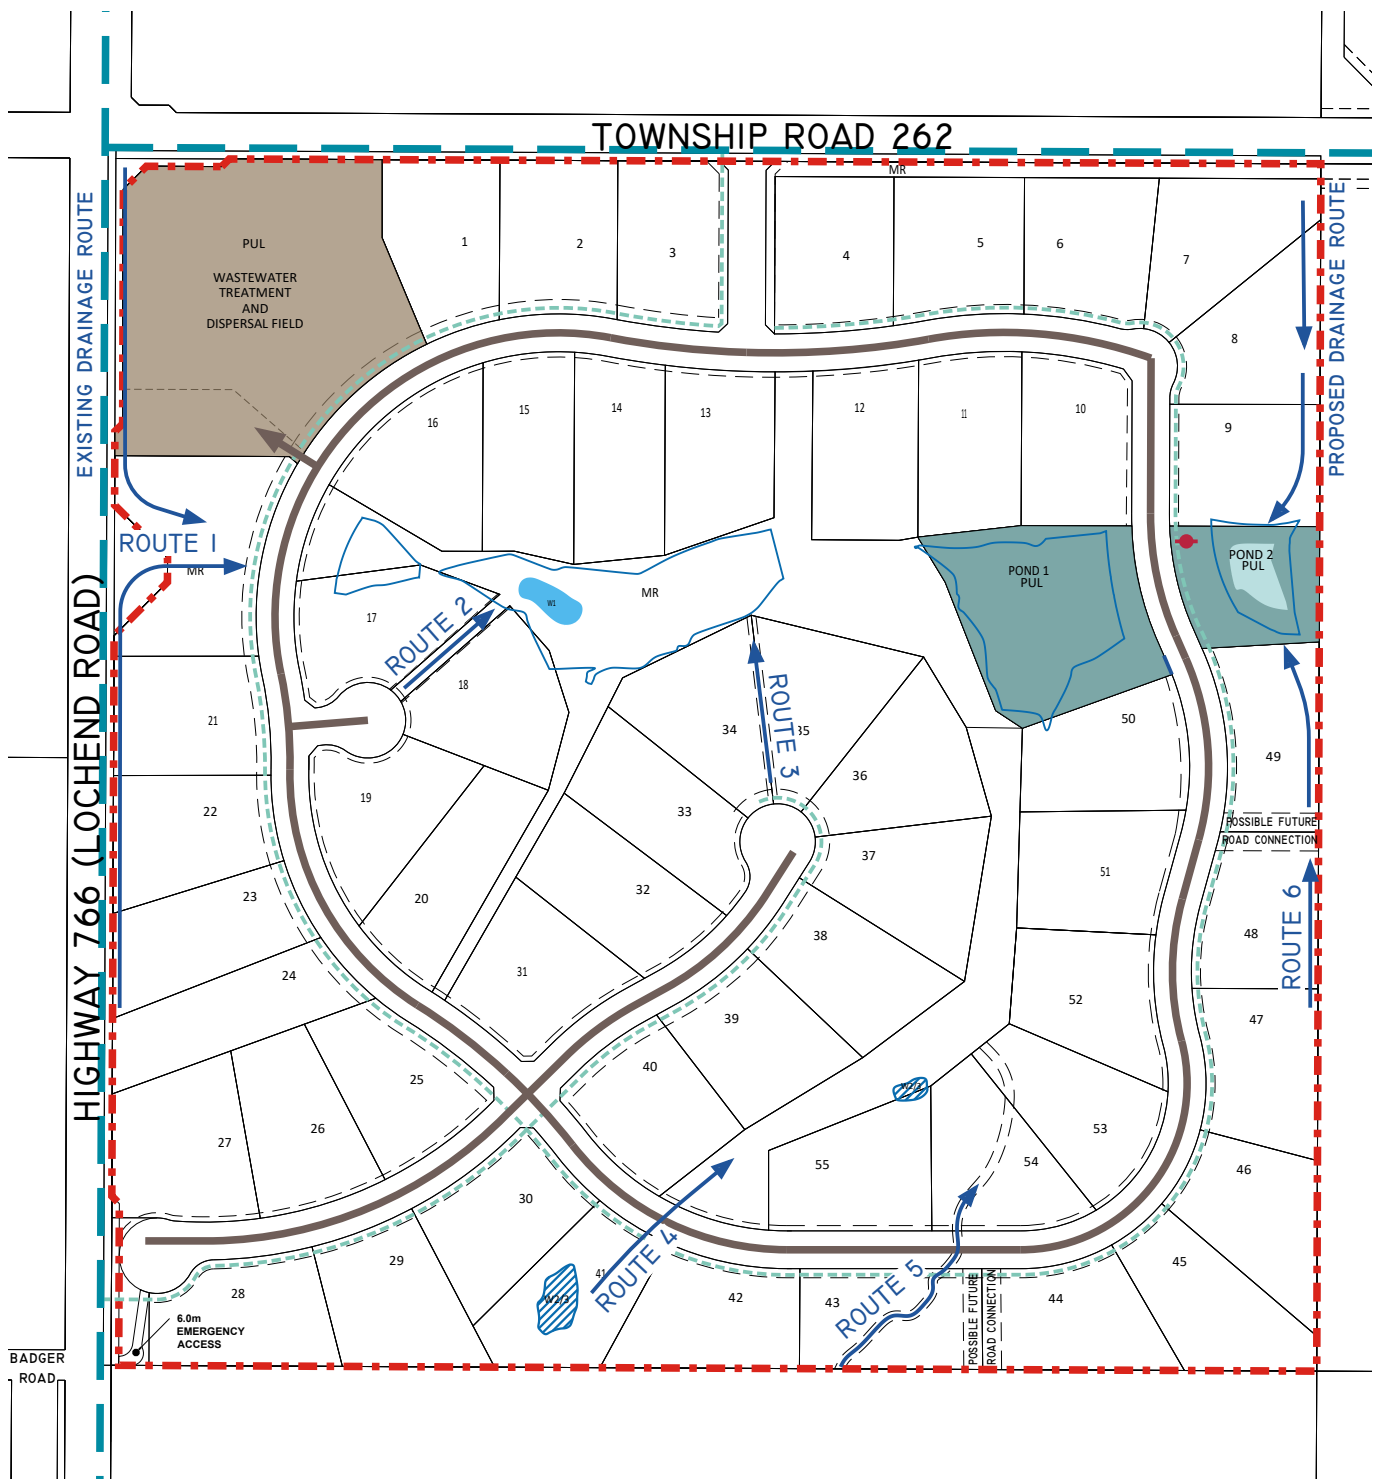 TOWNSHIP ROAD 262
MR
EXISTING DRAINAGE ROUTE
PROPOSED DRAINAGE ROUTE
PUL
WASTEWATER
TREATMENT
AND
DISPERSAL FIELD
1
2
3
4
5
6
7
8
9
10
11
12
13
14
15
16
ROUTE 1
MR
HIGHWAY 766 (LOCHEND ROAD)
17
ROUTE 2
18
W1
MR
POND 1
PUL
POND 2
PUL
21
19
34
ROUTE 3
35
36
50
49
22
33
37
POSSIBLE FUTURE
ROAD CONNECTION
23
20
32
38
51
48
ROUTE 6
24
31
39
52
47
25
40
W2/3
26
27
53
46
54
55
30
29
28
41
ROUTE 4
W2/3
42
43
ROUTE 5
POSSIBLE FUTURE
ROAD CONNECTION
44
45
6.0m
EMERGENCY
ACCESS
BADGER
ROAD